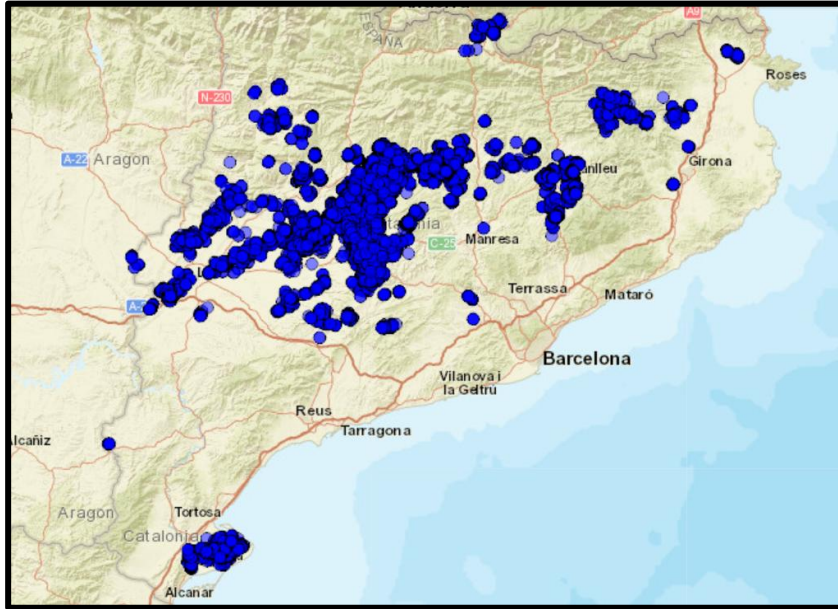 ESPAÑA
A9
Roses
N-230
A-22
Aragon
Girona
C-25
Manresa
Terrassa
Mataró
Barcelona
Vilanova i
la Geltrú
Reus
Tarragona
Alcañiz
Tortosa
Aragon
Catalonia
Alcanar